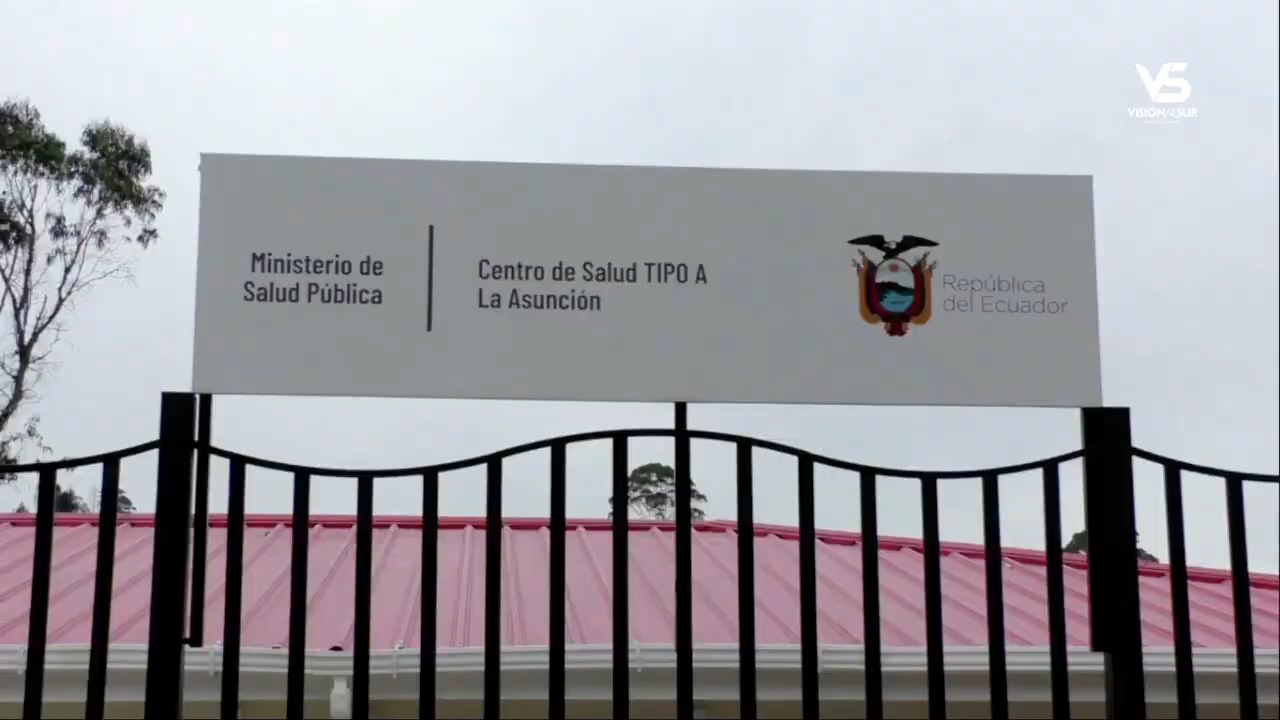 VS
VISIONALSUR
Ministerio de
Salud Pública
Centro de Salud TIPO A
La Asunción
República
del Ecuador